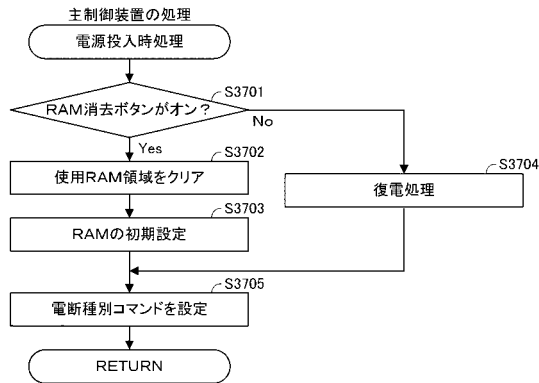 主制御装置の処理
電源投入時処理
S3701
RAM消去ボタンがオン？
No
Yes
S3702
使用RAM領域をクリア
S3704
復電処理
S3703
RAMの初期設定
S3705
電断種別コマンドを設定
RETURN